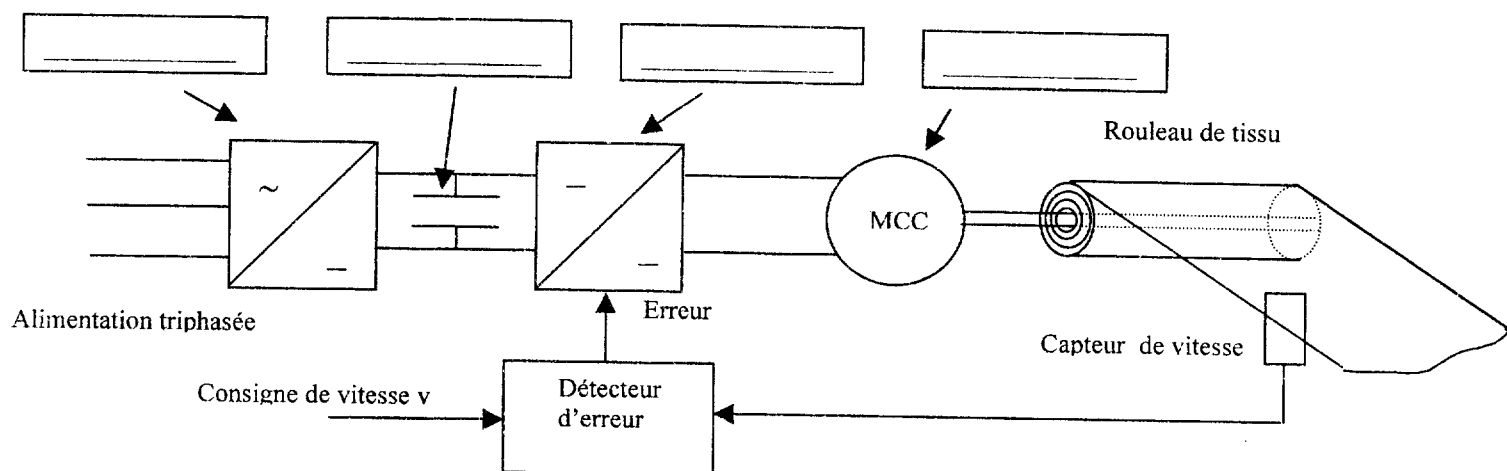 Rouleau de tissu
~
–
–
–
MCC
Alimentation triphasée
Erreur
Capteur de vitesse
Consigne de vitesse v
Détecteur
d'erreur